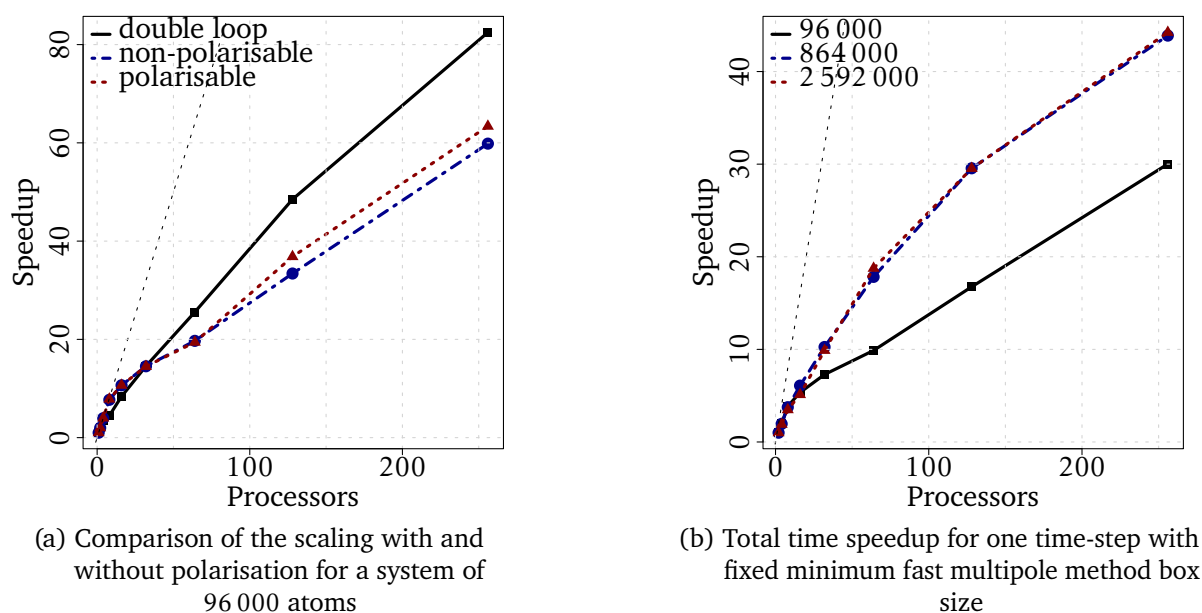 double loop
non-polarisable
polarisable
80
60
40
20
0
Speedup
0 100 200
Processors
(a) Comparison of the scaling with and
without polarisation for a system of
96 000 atoms
96 000
864 000
2 592 000
40
30
20
10
0
Speedup
0 100 200
Processors
(b) Total time speedup for one time-step with
fixed minimum fast multipole method box
size